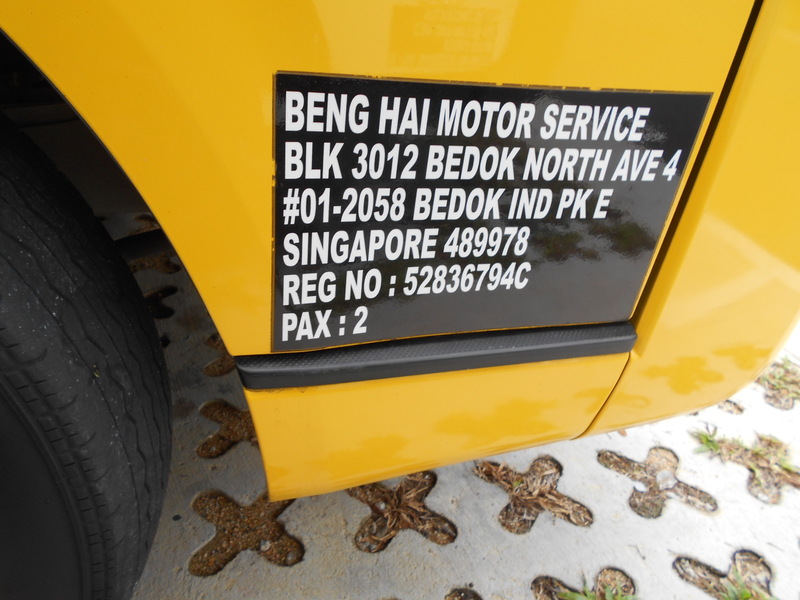 BENG HAI MOTOR SERVICE
BLK 3012 BEDOK NORTH AVE 4
#01-2058 BEDOK IND PK E
SINGAPORE 489978
REG NO : 52836794C
PAX : 2